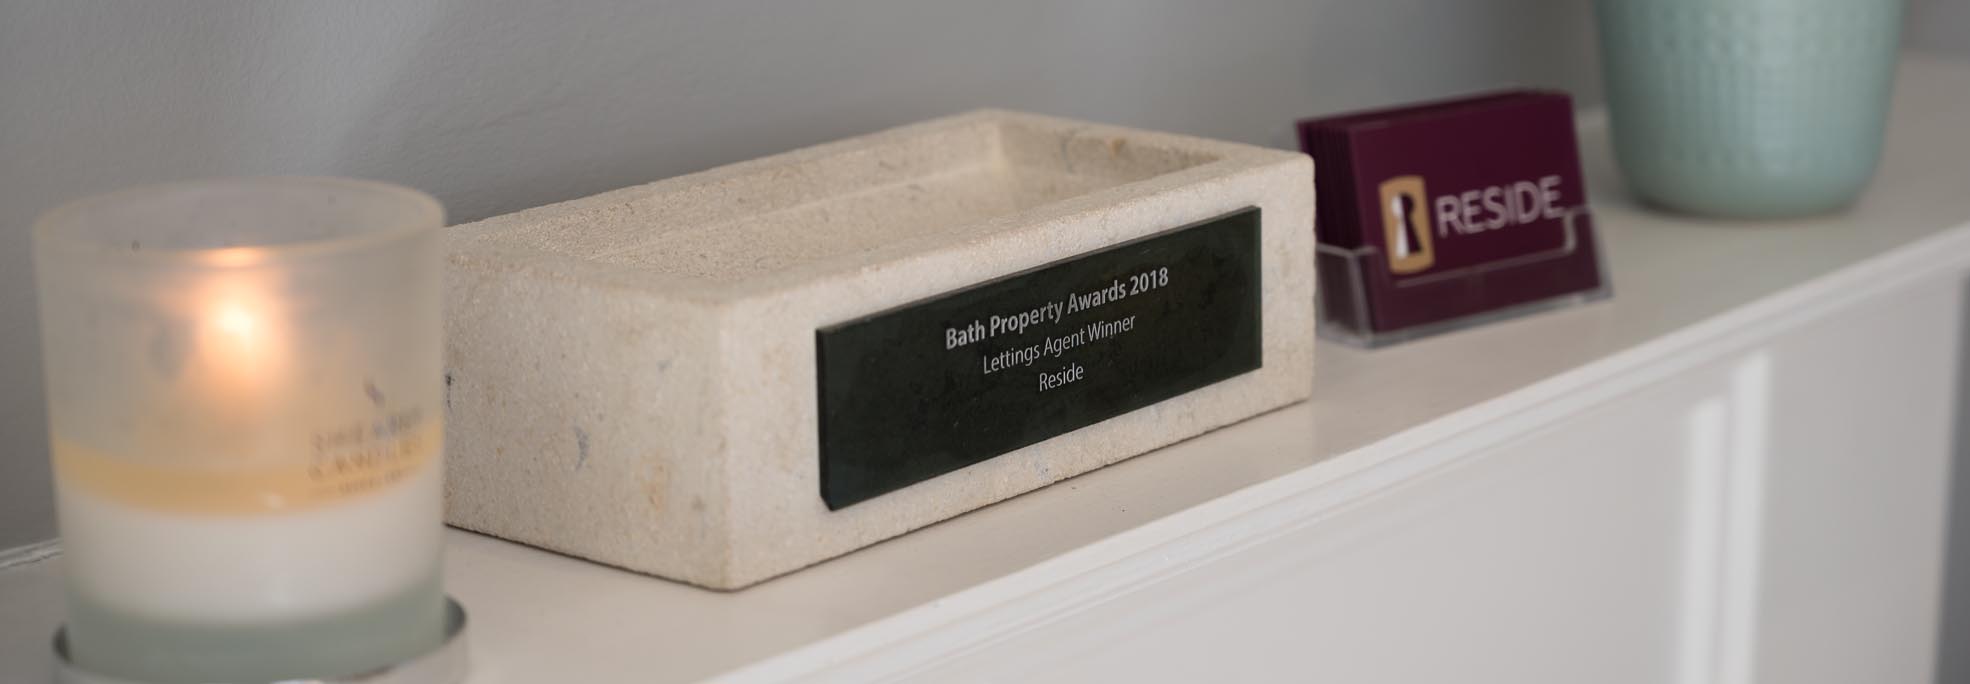 Bath Property Awards 2018
Lettings Agent Winner
Reside
RESIDE